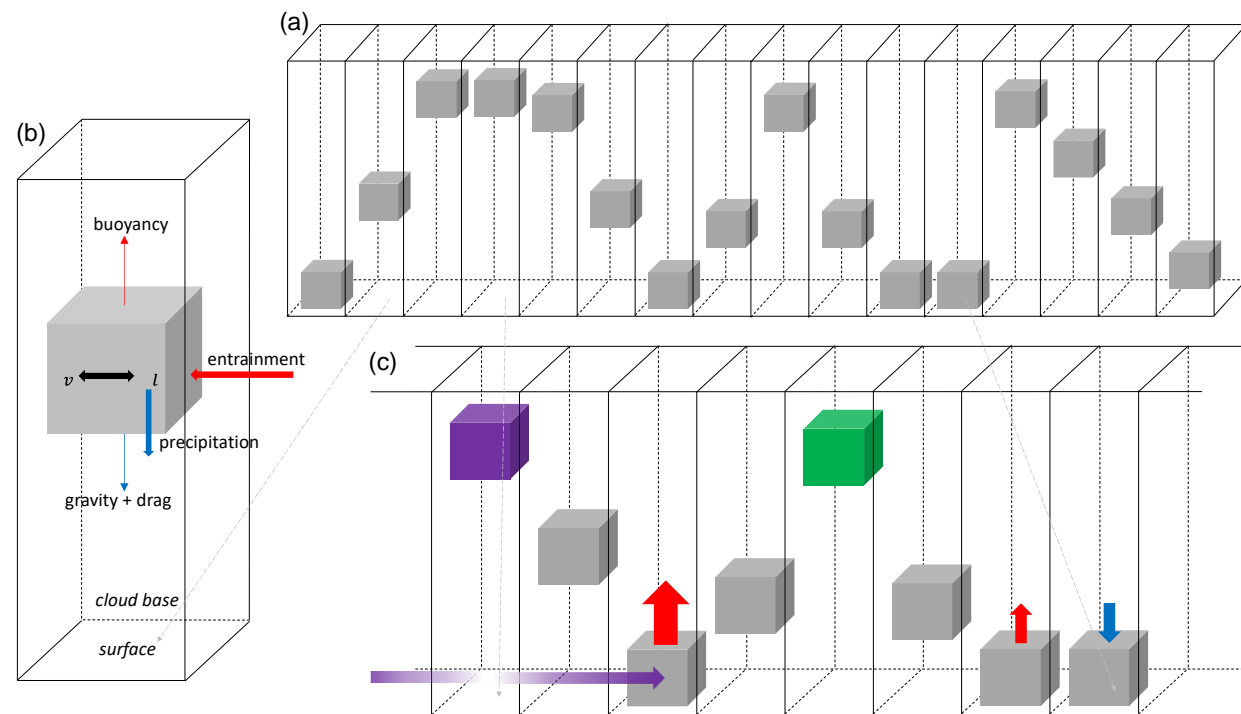 (a)
(b)
buoyancy
entrainment
v
l
precipitation
gravity + drag
cloud base
surface
(c)